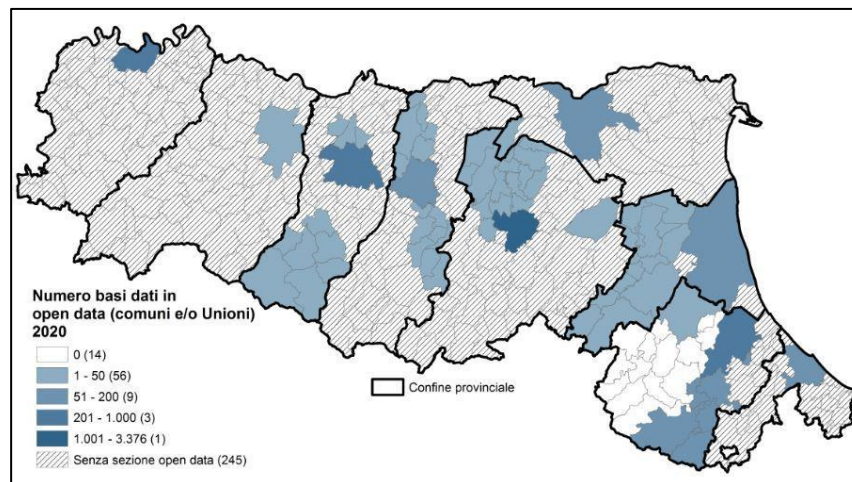 Numero basi dati in
open data (comuni e/o Unioni)
2020
0 (14)
1 - 50 (56)
51 - 200 (9)
201 - 1.000 (3)
1.001 - 3.376 (1)
Senza sezione open data (245)
Confine provinciale